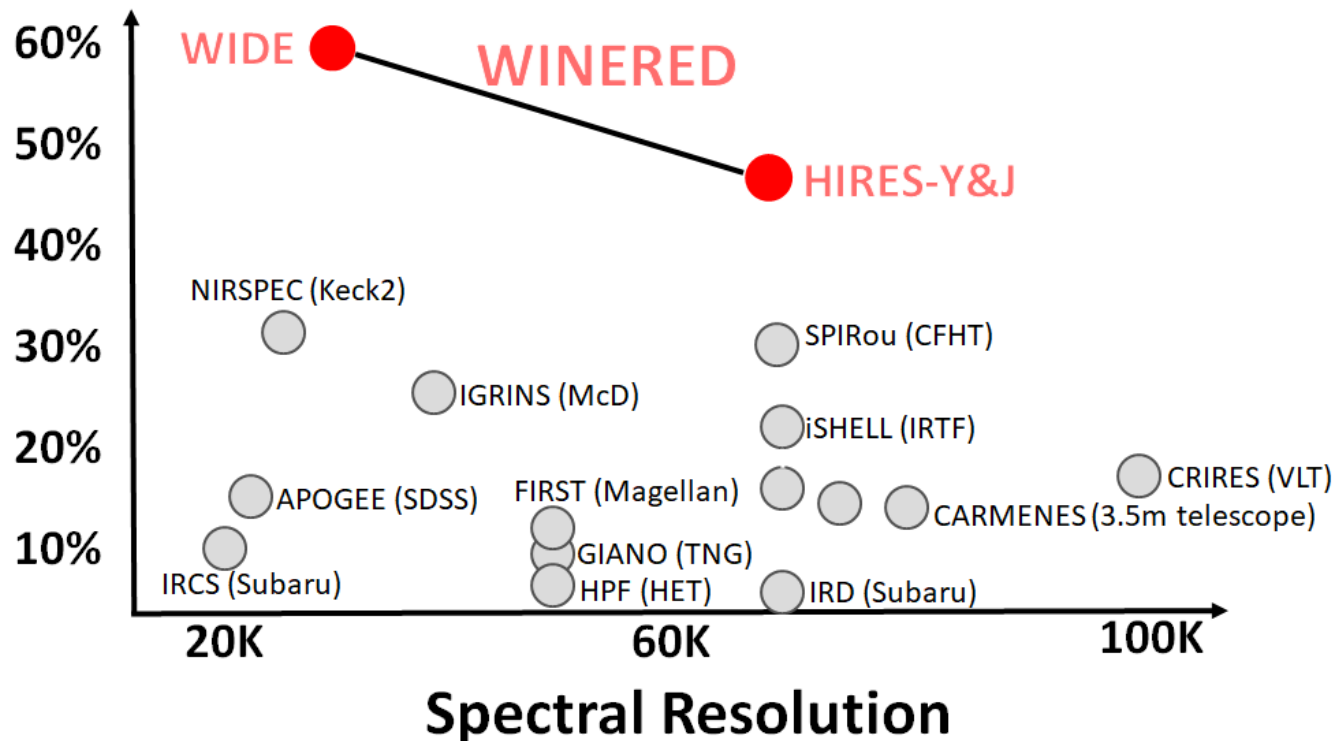 60%
WIDE
WINERED
50%
HIRES-Y&J
40%
NIRSPEC (Keck2)
30%
SPIRou (CFHT)
IGRINS (McD)
iSHELL (IRTF)
20%
APOGEE (SDSS)
FIRST (Magellan)
CRIRES (VLT)
CARMENES (3.5m telescope)
10%
GIANO (TNG)
IRCS (Subaru)
HPF (HET)
IRD (Subaru)
20K
60K
100K
Spectral Resolution